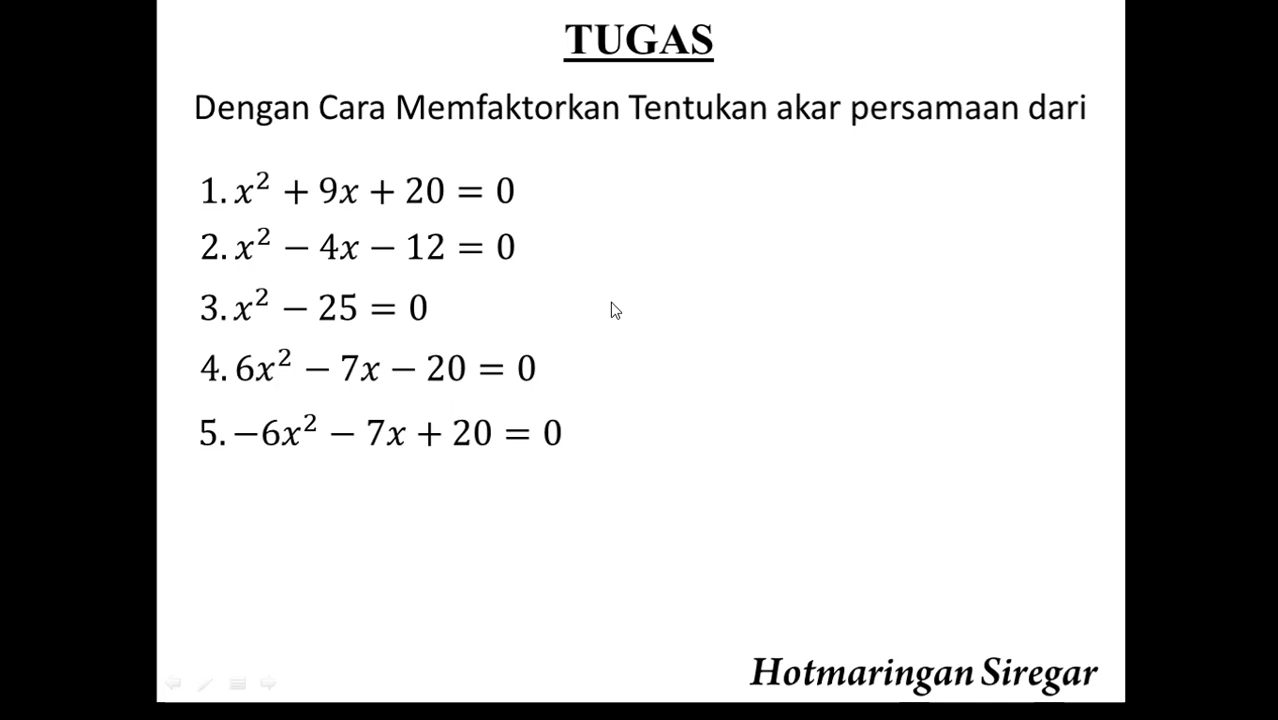 TUGAS
Dengan Cara Memfaktorkan Tentukan akar persamaan dari
1. x² + 9x + 20 = 0
2. x² − 4x − 12 = 0
3. x² − 25 = 0
4. 6x² − 7x − 20 = 0
5. −6x² − 7x + 20 = 0
Hotmaringan Siregar